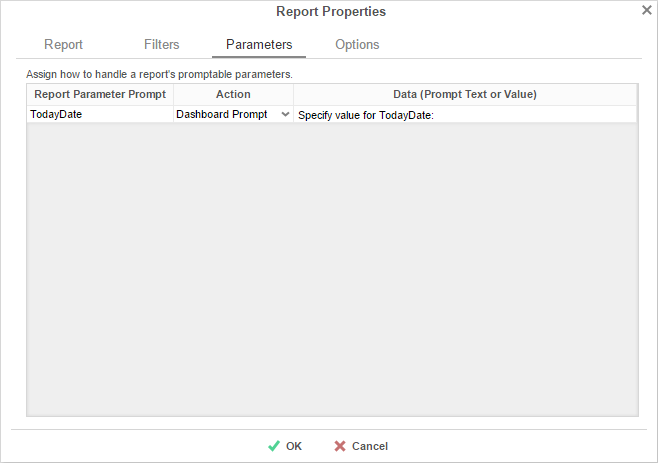 Report Properties
Report Filters Parameters Options
Assign how to handle a report's promptable parameters.
Report Parameter Prompt Action Data (Prompt Text or Value)
TodayDate Dashboard Prompt Specify value for TodayDate:
OK Cancel